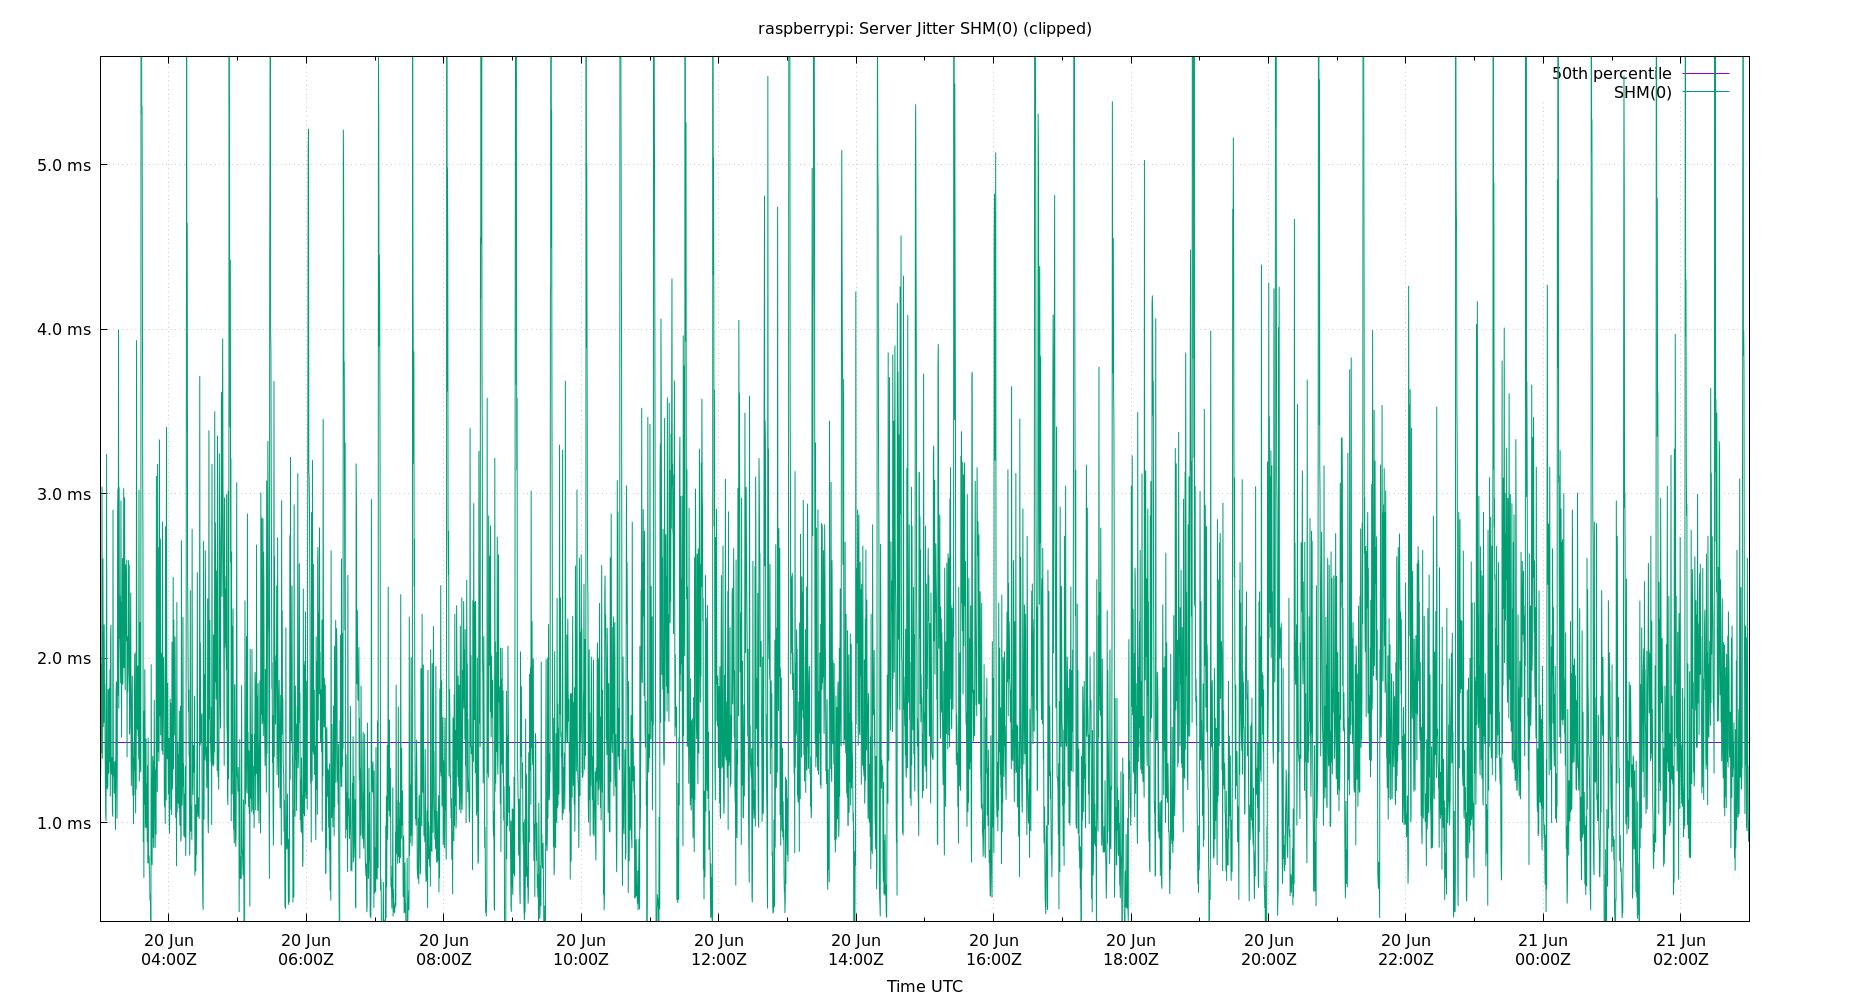 raspberrypi: Server Jitter SHM(0) (clipped)
50th percentile
SHM(0)
5.0 ms
4.0 ms
3.0 ms
2.0 ms
1.0 ms
20 Jun 20 Jun 20 Jun 20 Jun 20 Jun 20 Jun 20 Jun 20 Jun 20 Jun 20 Jun 21 Jun 21 Jun
04:00Z 06:00Z 08:00Z 10:00Z 12:00Z 14:00Z 16:00Z 18:00Z 20:00Z 22:00Z 00:00Z 02:00Z
Time UTC